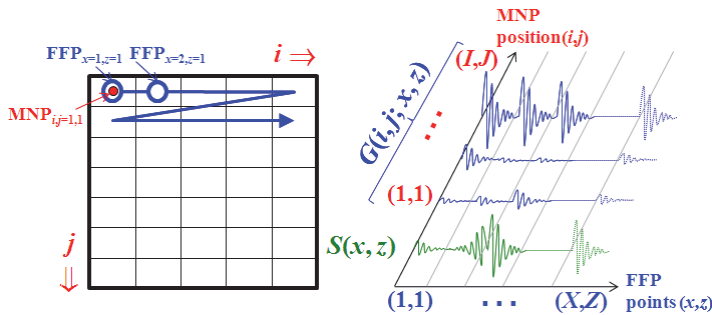 FFPx=1,z=1 FFPx=2,z=1
i ⇒
MNPi,j=1,1
j
⇓
MNP
position(i,j)
(I,J)
G(i,j; x, z)
⋯
(1,1)
S(x, z)
(1,1) ⋯ (X,Z)
FFP
points(x,z)